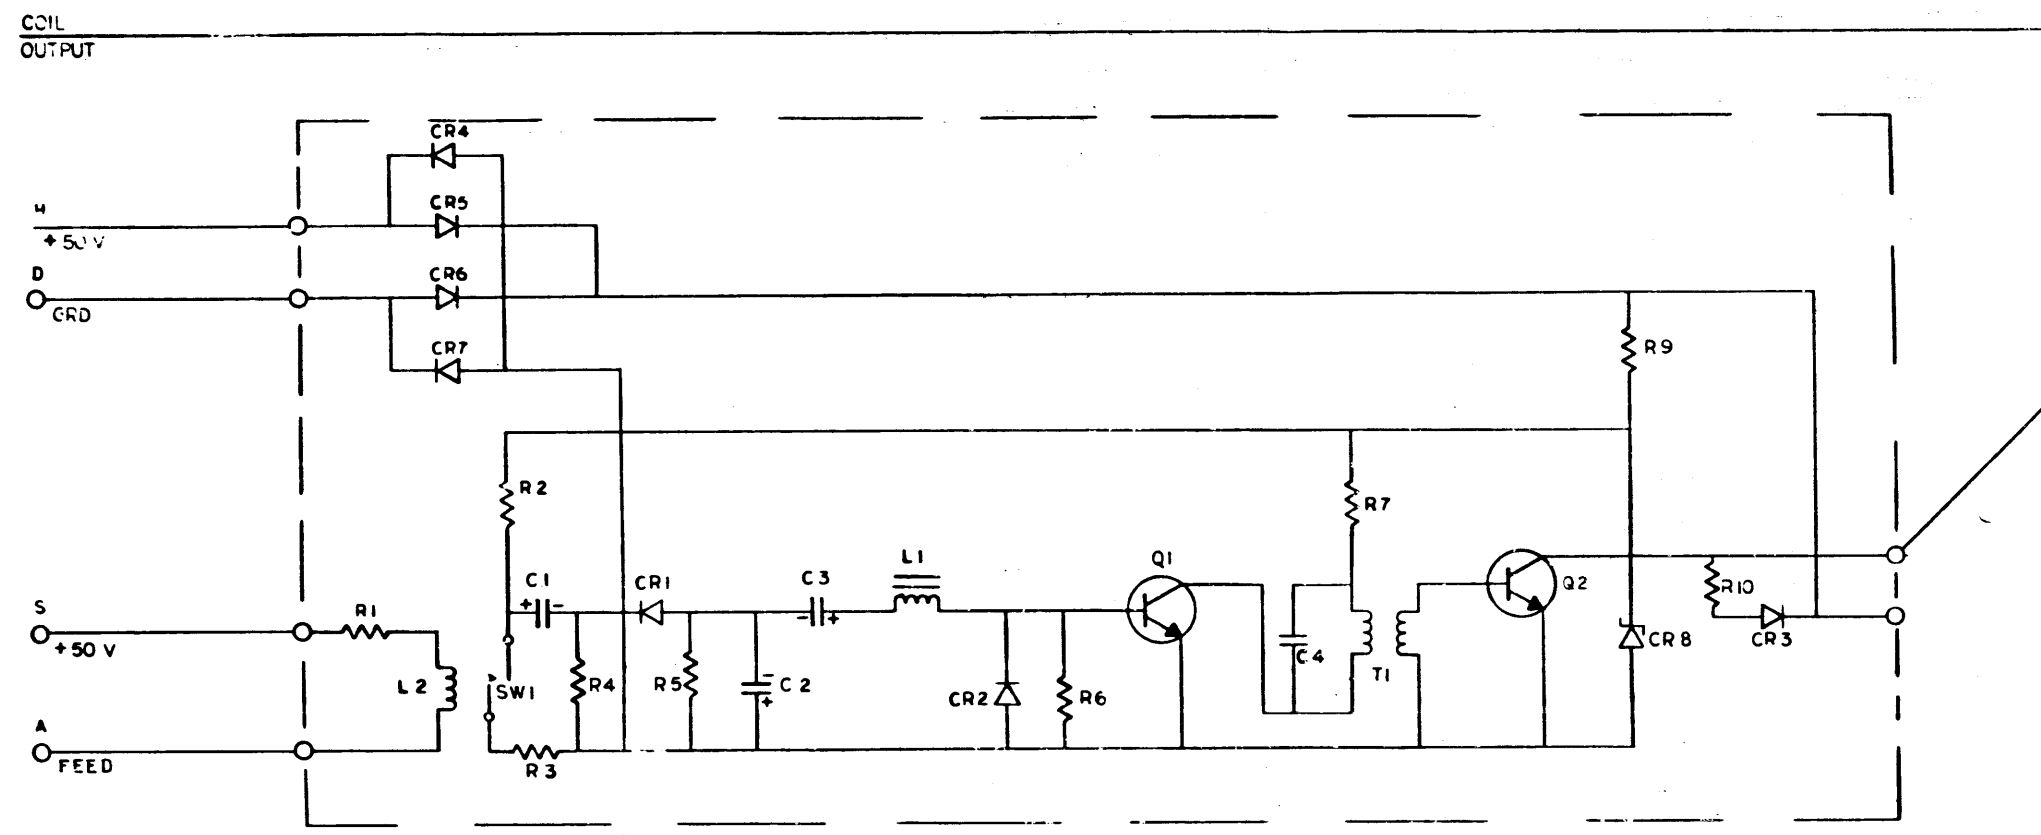 COIL
OUTPUT
CR4
H
CR5
+50 V
D
CR6
GRD
CR7
R9
R2
R7
L1
Q1
C1
CR1
C3
Q2
R10
S
R1
+ -
- +
+50 V
CR8
CR3
C4
T1
L2
SW1
R4
R5
-
C2
+
CR2
R6
A
FEED
R3